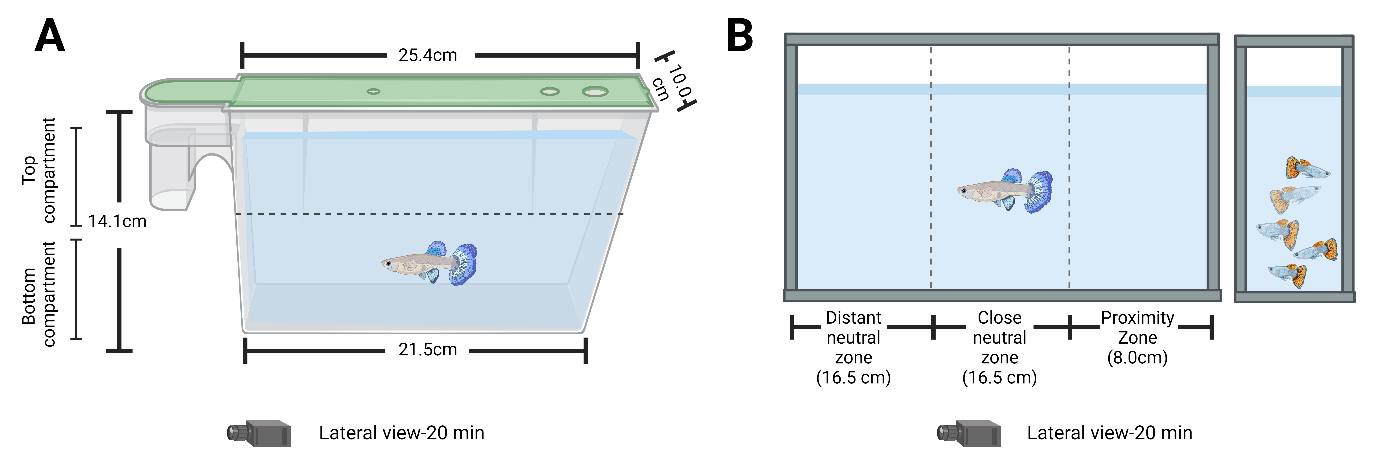 A
25.4cm
10.0
cm
Top
compartment
14.1cm
Bottom
compartment
21.5cm
Lateral view-20 min
B
Distant
neutral
zone
(16.5 cm)
Close
neutral
zone
(16.5 cm)
Proximity
Zone
(8.0cm)
Lateral view-20 min